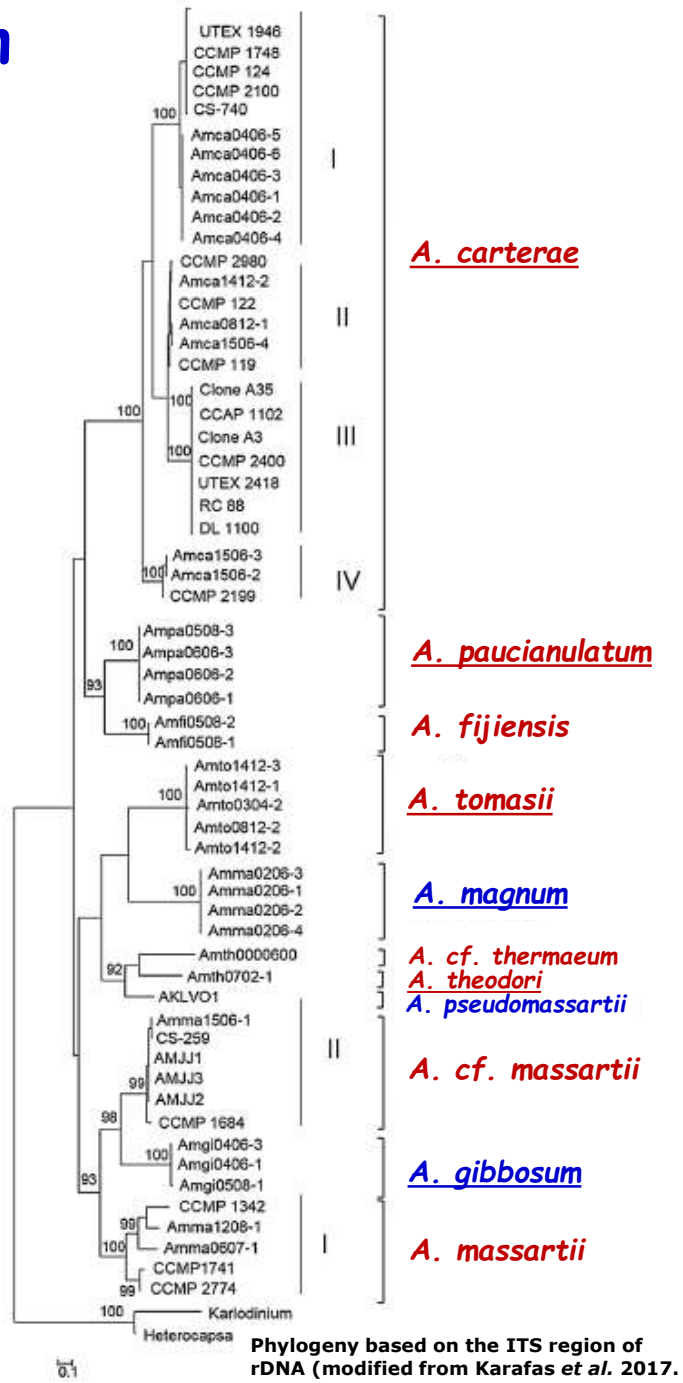 m
UTEX 1946
CCMP 1748
CCMP 124
CCMP 2100
CS-740
100
Amca0406-5
Amca0406-6
Amca0406-3
Amca0406-1
Amca0406-2
Amca0406-4
I
A. carterae
CCMP 2980
Amca1412-2
CCMP 122
Amca0812-1
Amca1506-4
CCMP 119
II
100
Clone A35
CCAP 1102
Clone A3
CCMP 2400
UTEX 2418
RC 88
DL 1100
III
100
100
Amca1506-3
Amca1506-2
CCMP 2199
100
IV
Ampa0508-3
Ampa0606-3
Ampa0606-2
Ampa0606-1
100
93
A. paucianulatum
Amfi0508-2
Amfi0508-1
100
A. fijiensis
Amto1412-3
Amto1412-1
Amto0304-2
Amto0812-2
Amto1412-2
100
A. tomasii
Amma0206-3
Amma0206-1
Amma0206-2
Amma0206-4
100
A. magnum
Amth0000600
A. cf. thermaeum
92
Amth0702-1
A. theodori
AKLVO1
A. pseudomassartii
Amma1506-1
CS-259
AMJJ1
AMJJ3
AMJJ2
CCMP 1684
99
II
A. cf. massartii
98
Amgi0406-3
Amgi0406-1
Amgi0508-1
100
A. gibbosum
93
CCMP 1342
Amma1208-1
Amma0607-1
CCMP1741
CCMP 2774
99
100
99
I
A. massartii
100
Karlodinium
Heterocapsa
0.1
Phylogeny based on the ITS region of
rDNA (modified from Karafas et al. 2017.